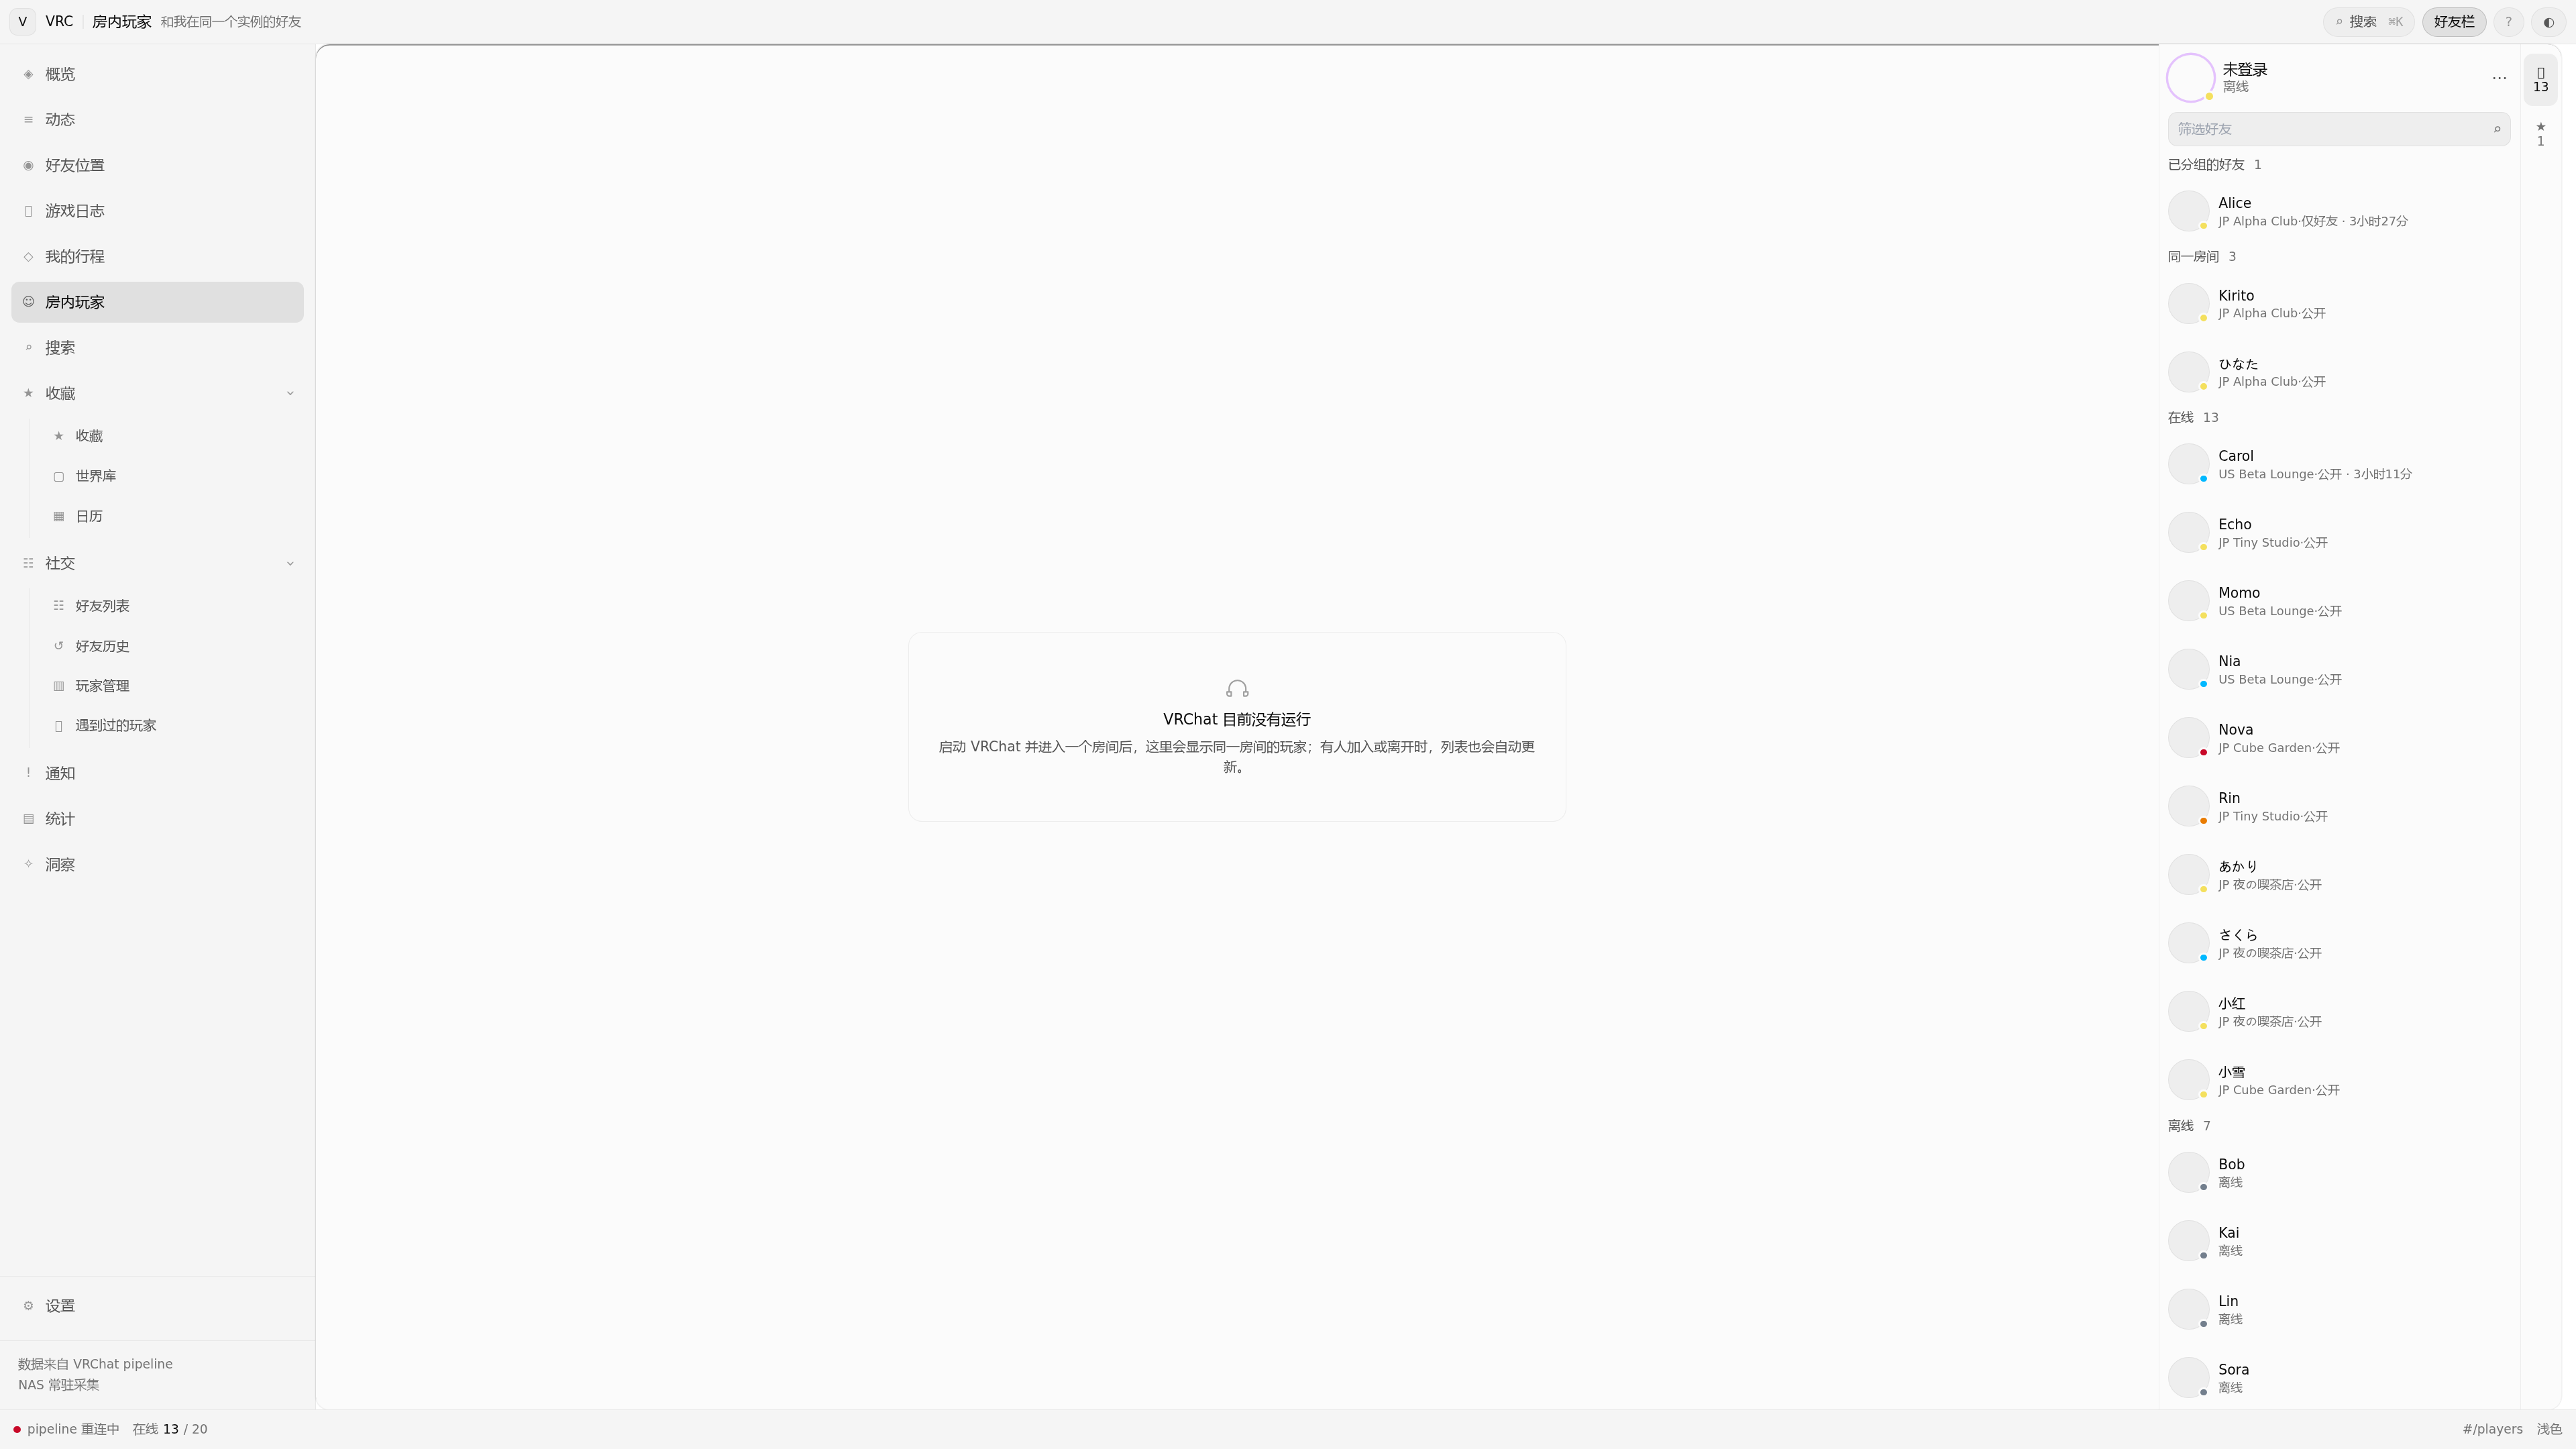 V VRC 房内玩家 和我在同一个实例的好友
搜索 ⌘K 好友栏 ?
概览
动态
好友位置
游戏日志
我的行程
房内玩家
搜索
收藏
收藏
世界库
日历
社交
好友列表
好友历史
玩家管理
遇到过的玩家
! 通知
统计
洞察
设置
数据来自 VRChat pipeline
NAS 常驻采集
VRChat 目前没有运行
启动 VRChat 并进入一个房间后，这里会显示同一房间的玩家；有人加入或离开时，列表也会自动更
新。
未登录
离线
...
筛选好友
已分组的好友 1
Alice
JP Alpha Club·仅好友 · 3小时27分
同一房间 3
Kirito
JP Alpha Club·公开
ひなた
JP Alpha Club·公开
在线 13
Carol
US Beta Lounge·公开 · 3小时11分
Echo
JP Tiny Studio·公开
Momo
US Beta Lounge·公开
Nia
US Beta Lounge·公开
Nova
JP Cube Garden·公开
Rin
JP Tiny Studio·公开
あかり
JP 夜の喫茶店·公开
さくら
JP 夜の喫茶店·公开
小红
JP 夜の喫茶店·公开
小雪
JP Cube Garden·公开
离线 7
Bob
离线
Kai
离线
Lin
离线
Sora
离线
13
★
1
pipeline 重连中 在线 13 / 20
#/players 浅色